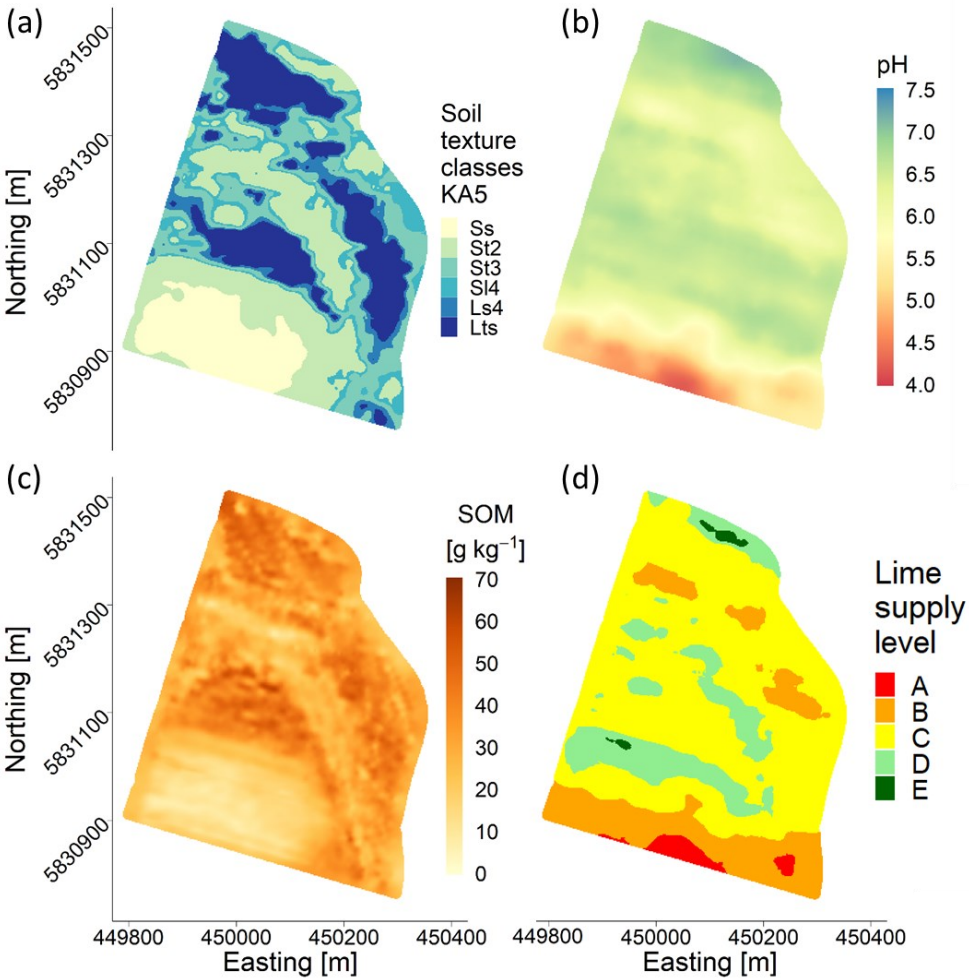 (a)
Northing [m]
5831500
5831300
5831100
5830900
Soil
texture
classes
KA5
Ss
St2
St3
Sl4
Ls4
Lts
(b)
pH
7.5
7.0
6.5
6.0
5.5
5.0
4.5
4.0
(c)
Northing [m]
5831500
5831300
5831100
5830900
SOM
[g kg⁻¹]
70
60
50
40
30
20
10
0
449800 450000 450200 450400
Easting [m]
(d)
Lime
supply
level
A
B
C
D
E
449800 450000 450200 450400
Easting [m]